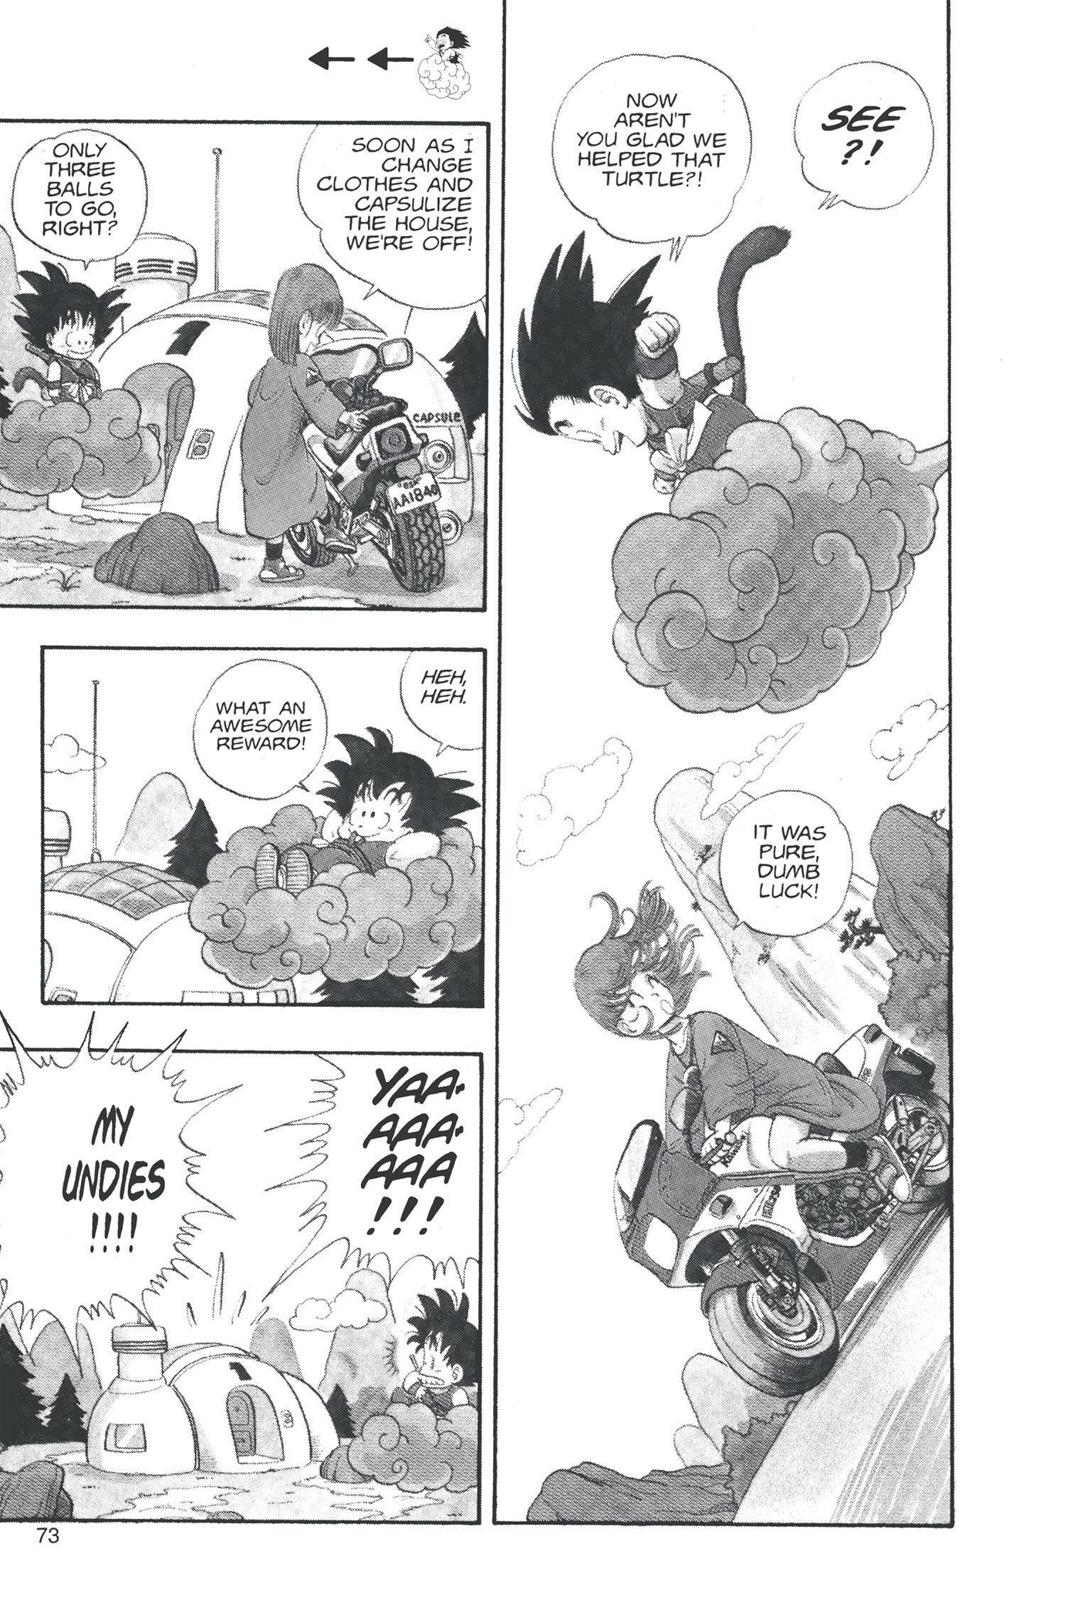 SEE
?!
NOW
AREN'T
YOU GLAD WE
HELPED THAT
TURTLE?!
IT WAS
PURE,
DUMB
LUCK!
SOON AS I
CHANGE
CLOTHES AND
CAPSULIZE
THE HOUSE,
WE'RE OFF!
ONLY
THREE
BALLS
TO GO,
RIGHT?
CAPSULE
AA1840
HEH,
HEH.
WHAT AN
AWESOME
REWARD!
YAA-
AAA-
AAA
!!!
MY
UNDIES
!!!!
73